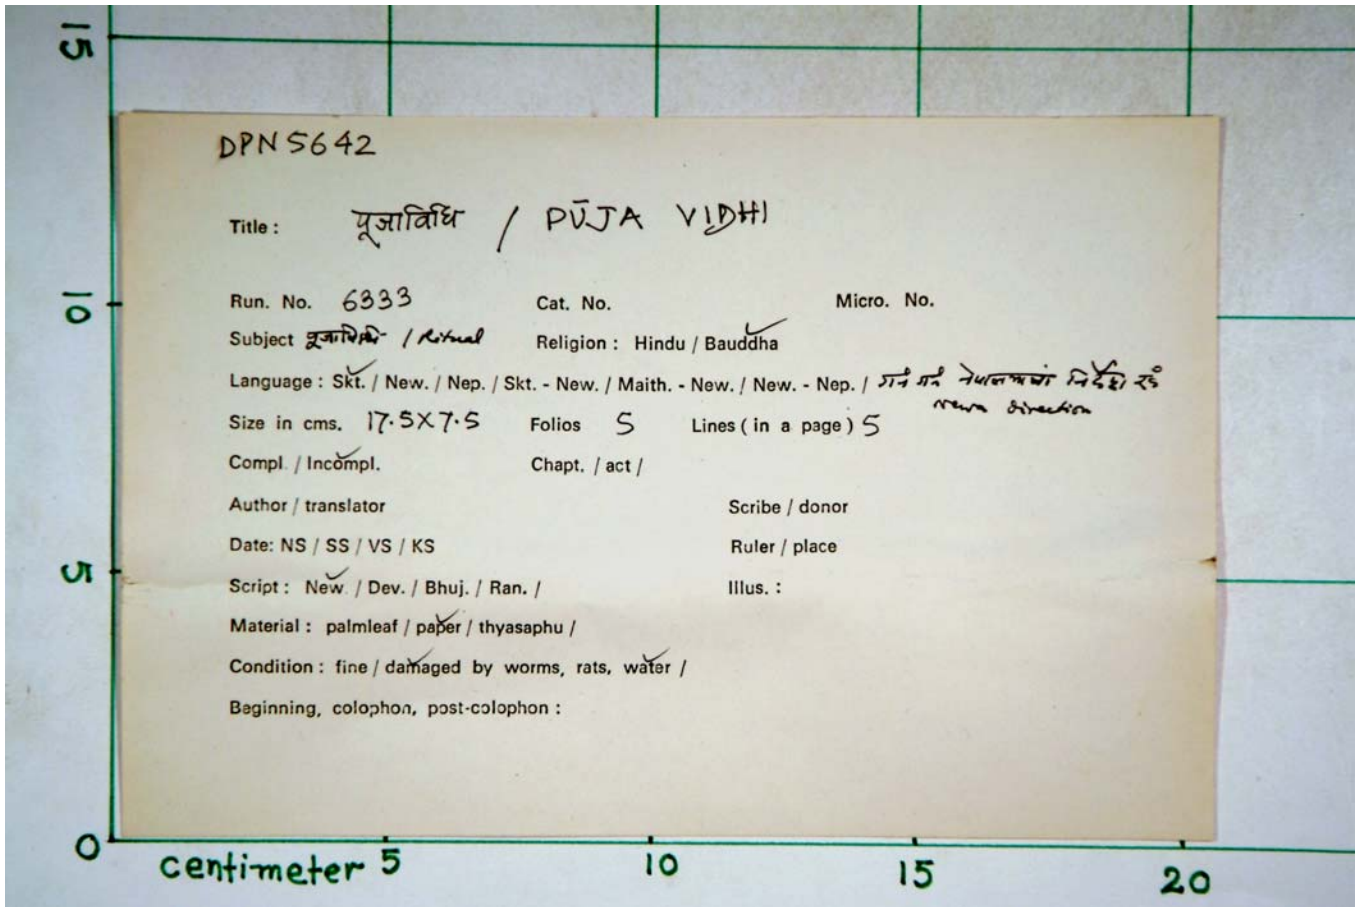 15
DPN 5642
Title : पूजाविधि / PŪJA VIDHI
10
Run. No. 6333 Cat. No. Micro. No.
Subject पूजाविधि / Ritual Religion : Hindu / Bauddha
Language : Skt. / New. / Nep. / Skt. - New. / Maith. - New. / New. - Nep. / निर्देश
direction
Size in cms. 17.5X7.5 Folios 5 Lines ( in a page ) 5
Compl. / Incompl. Chapt. / act /
Author / translator Scribe / donor
Date: NS / SS / VS / KS Ruler / place
5
Script : New. / Dev. / Bhuj. / Ran. / Illus. :
Material : palmleaf / paper / thyasaphu /
Condition : fine / damaged by worms, rats, water /
Beginning, colophon, post-colophon :
0
centimeter 5 10 15 20